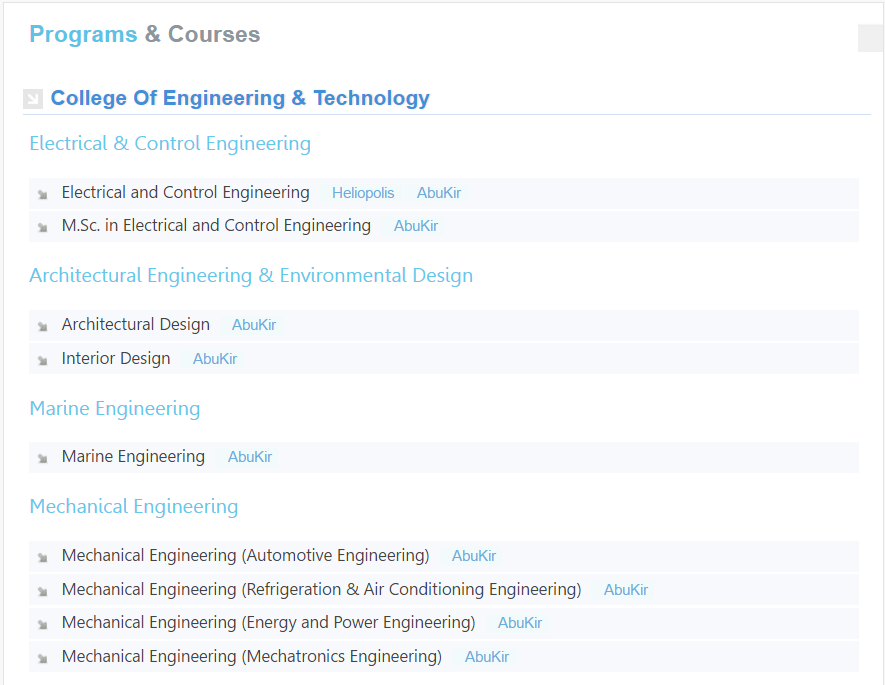 Programs & Courses
College Of Engineering & Technology
Electrical & Control Engineering
Electrical and Control Engineering Heliopolis AbuKir
M.Sc. in Electrical and Control Engineering AbuKir
Architectural Engineering & Environmental Design
Architectural Design AbuKir
Interior Design AbuKir
Marine Engineering
Marine Engineering AbuKir
Mechanical Engineering
Mechanical Engineering (Automotive Engineering) AbuKir
Mechanical Engineering (Refrigeration & Air Conditioning Engineering) AbuKir
Mechanical Engineering (Energy and Power Engineering) AbuKir
Mechanical Engineering (Mechatronics Engineering) AbuKir